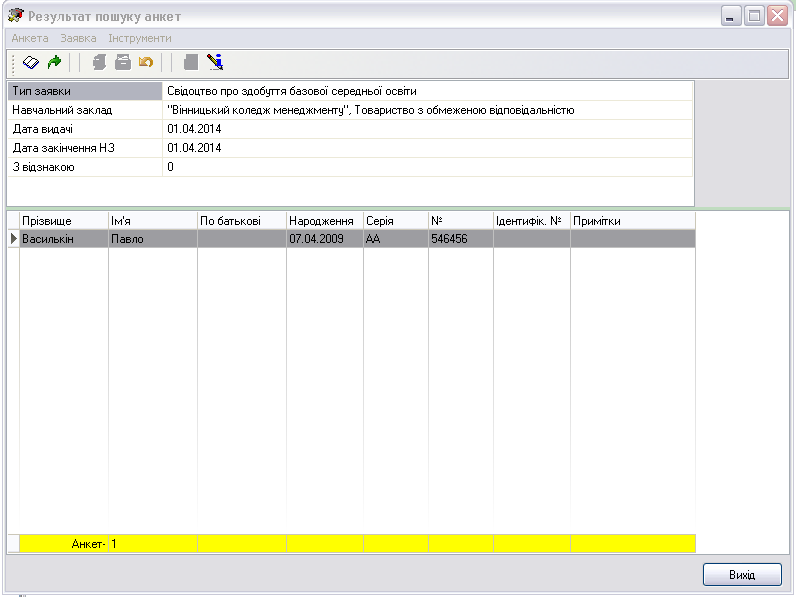 Результат пошуку анкет
Анкета Заявка Інструменти
Тип заявки Свідоцтво про здобуття базової середньої освіти
Навчальний заклад "Вінницький коледж менеджменту", Товариство з обмеженою відповідальністю
Дата видачі 01.04.2014
Дата закінчення НЗ 01.04.2014
З відзнакою 0
Прізвище Ім'я По батькові Народження Серія № Ідентифік. № Примітки
Василькін Павло 07.04.2009 АА 546456
Анкет- 1
Вихід